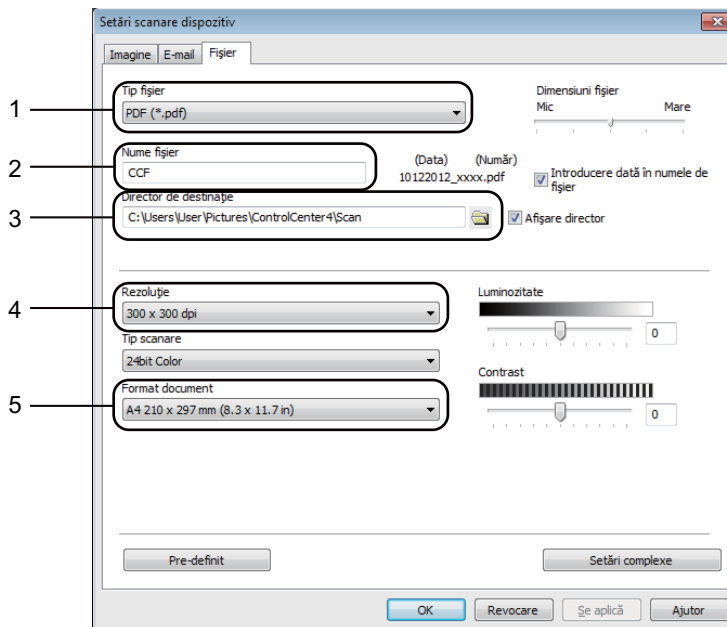 Setări scanare dispozitiv
Imagine E-mail Fişier
1
Tip fişier
PDF (*.pdf)
Dimensiuni fişier
Mic Mare
2
Nume fişier
CCF
(Data) (Număr)
10122012_xxxx.pdf
Introducere dată în numele de
fişier
3
Director de destinaţie
C:\Users\User\Pictures\ControlCenter4\Scan
Afişare director
4
Rezoluţie
300 x 300 dpi
Luminozitate
0
Tip scanare
24bit Color
5
Format document
A4 210 x 297 mm (8.3 x 11.7 in)
Contrast
0
Pre-definit
Setări complexe
OK Revocare Se aplică Ajutor